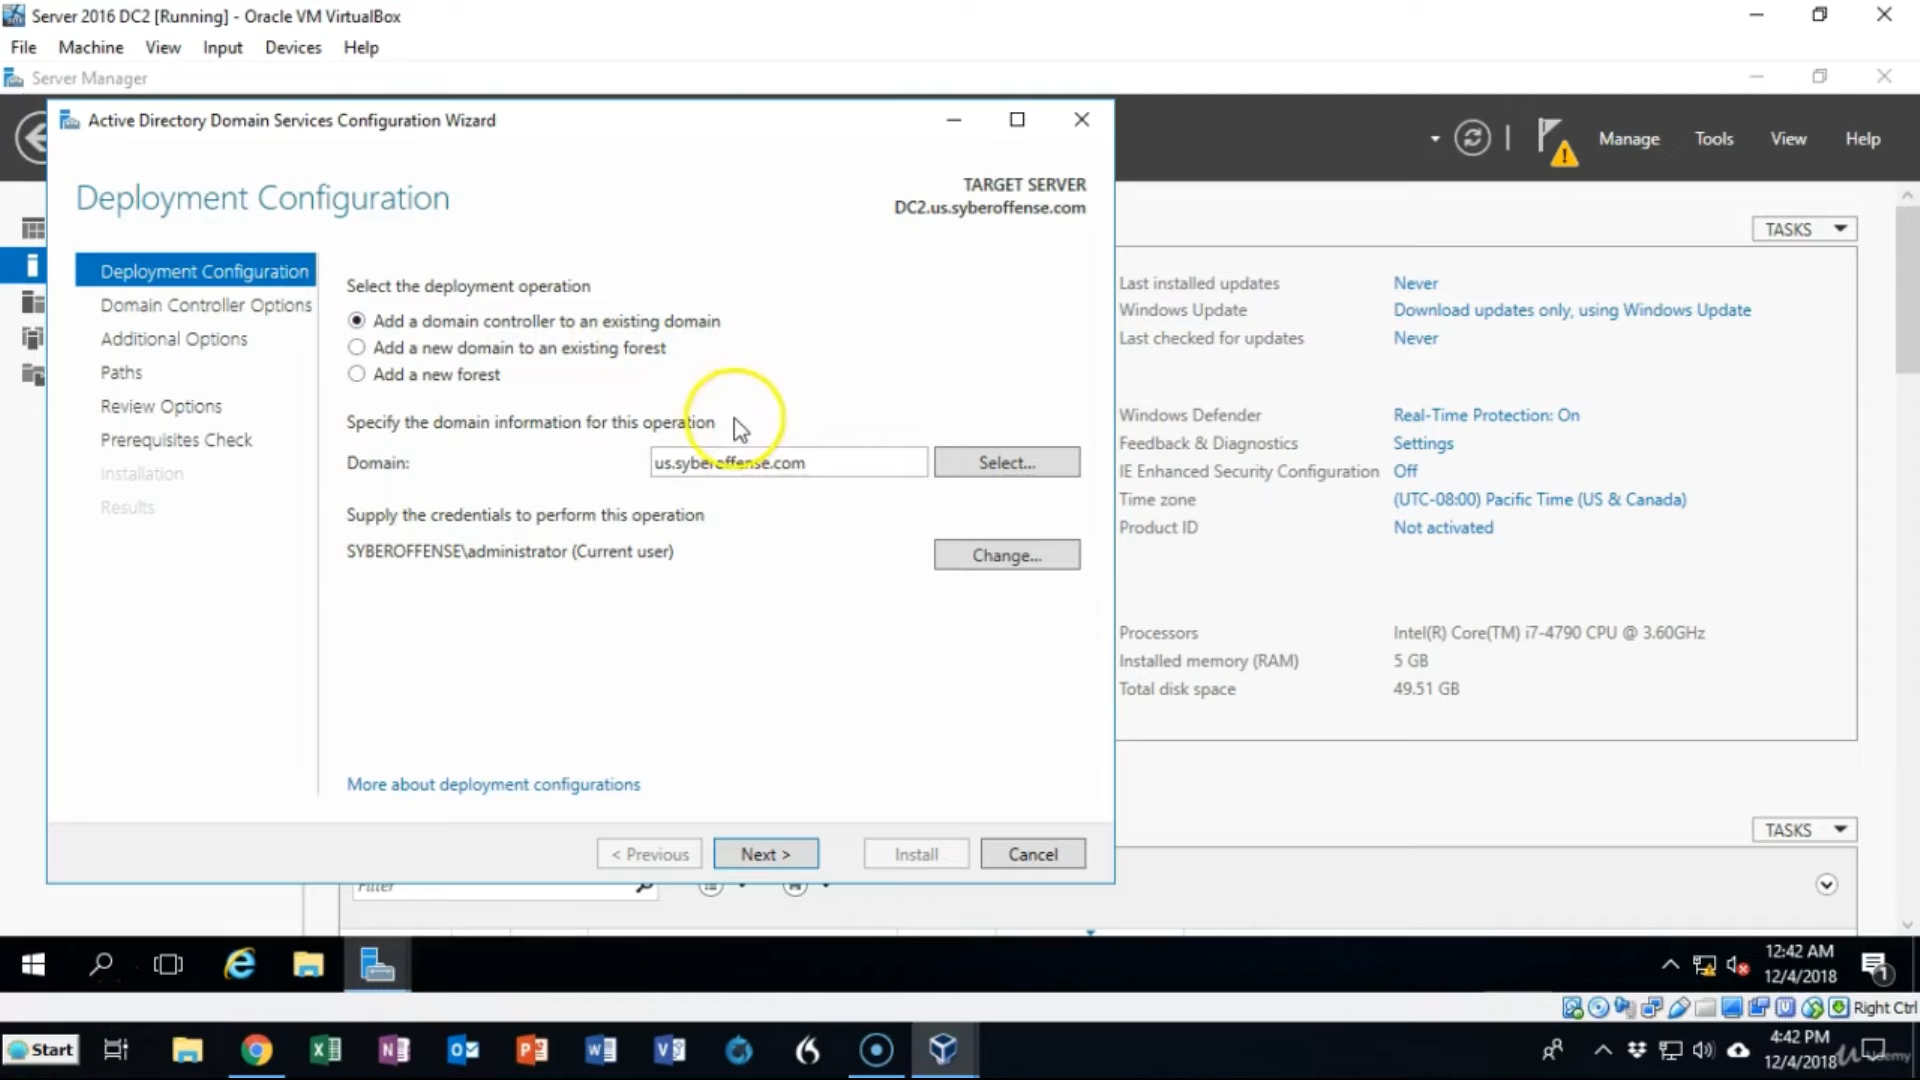 Server 2016 DC2 [Running] - Oracle VM VirtualBox
File Machine View Input Devices Help
Server Manager
Active Directory Domain Services Configuration Wizard
Manage Tools View Help
Deployment Configuration
TARGET SERVER
DC2.us.syberoffense.com
TASKS
Deployment Configuration
Domain Controller Options
Additional Options
Paths
Review Options
Prerequisites Check
Installation
Results
Select the deployment operation
Add a domain controller to an existing domain
Add a new domain to an existing forest
Add a new forest
Specify the domain information for this operation
Domain:
us.syberoffense.com
Select...
Supply the credentials to perform this operation
SYBEROFFENSE\administrator (Current user)
Change...
More about deployment configurations
< Previous
Next >
Install
Cancel
Last installed updates Never
Windows Update Download updates only, using Windows Update
Last checked for updates Never
Windows Defender Real-Time Protection: On
Feedback & Diagnostics Settings
IE Enhanced Security Configuration Off
Time zone (UTC-08:00) Pacific Time (US & Canada)
Product ID Not activated
Processors Intel(R) Core(TM) i7-4790 CPU @ 3.60GHz
Installed memory (RAM) 5 GB
Total disk space 49.51 GB
TASKS
Filter
12:42 AM
12/4/2018
1
Right Ctrl
Start
4:42 PM
12/4/2018
Udemy